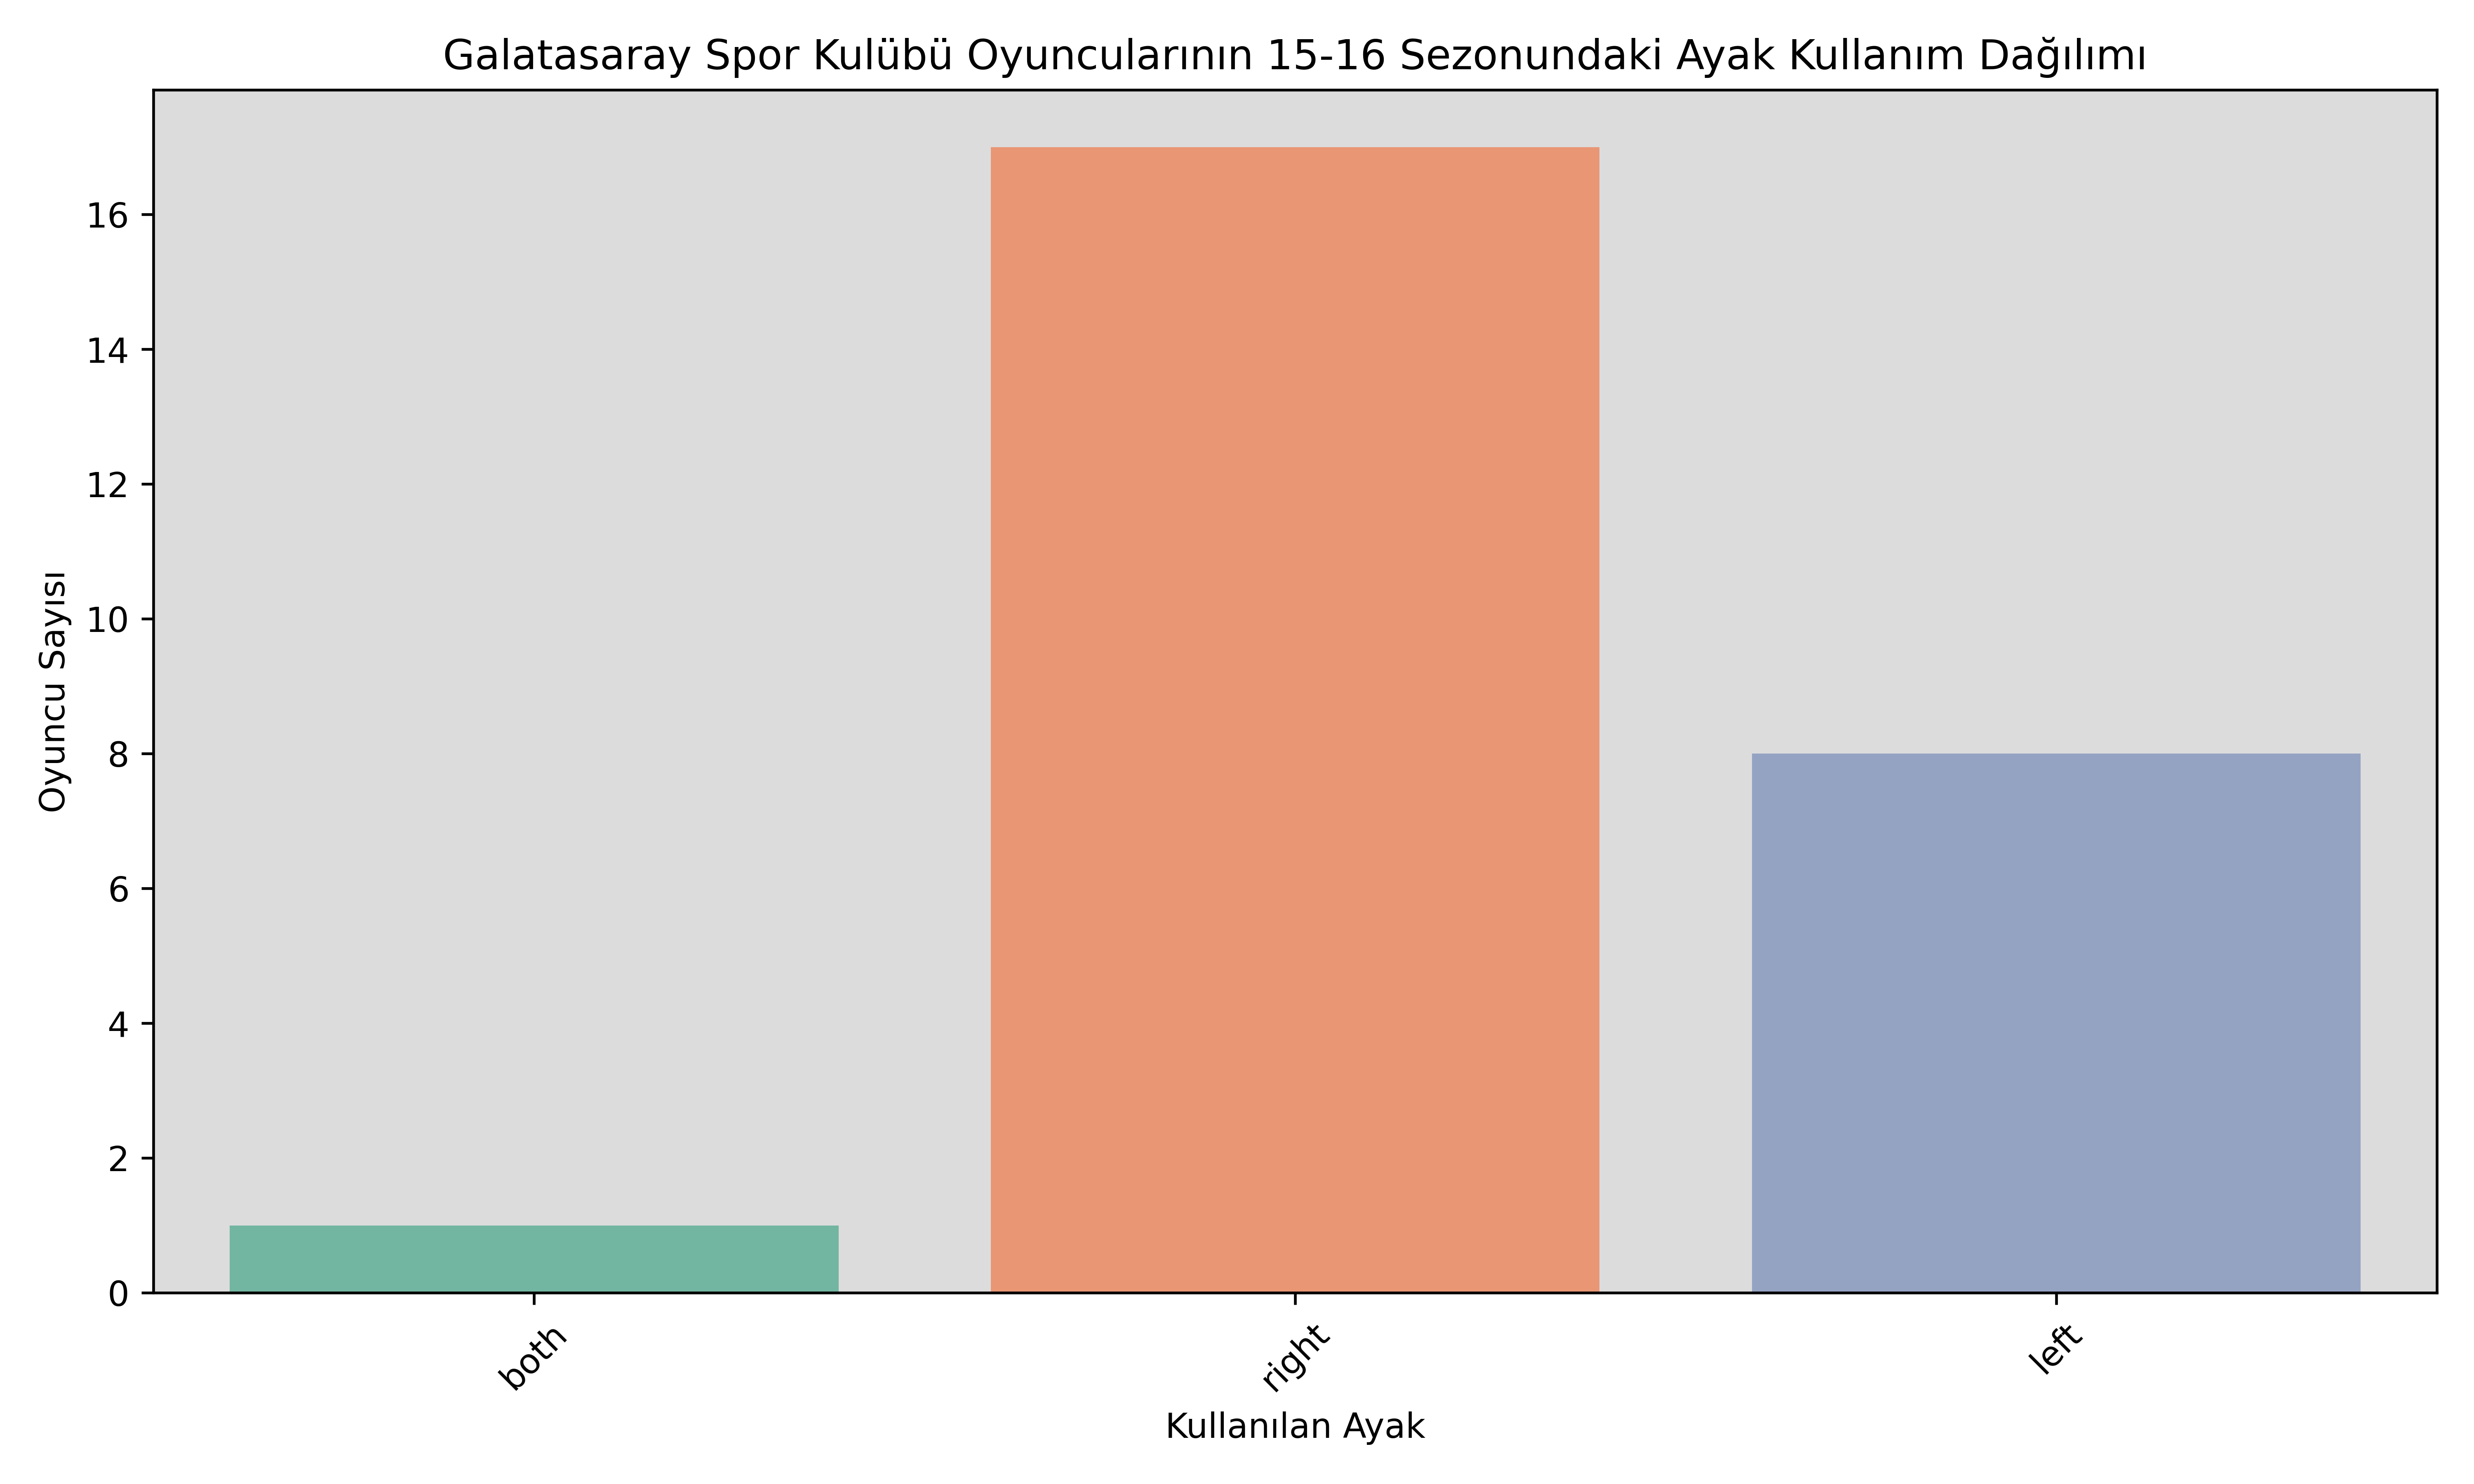 Galatasaray Spor Kulübü Oyuncularının 15-16 Sezonundaki Ayak Kullanım Dağılımı
Oyuncu Sayısı
16
14
12
10
8
6
4
2
0
both
right
left
Kullanılan Ayak